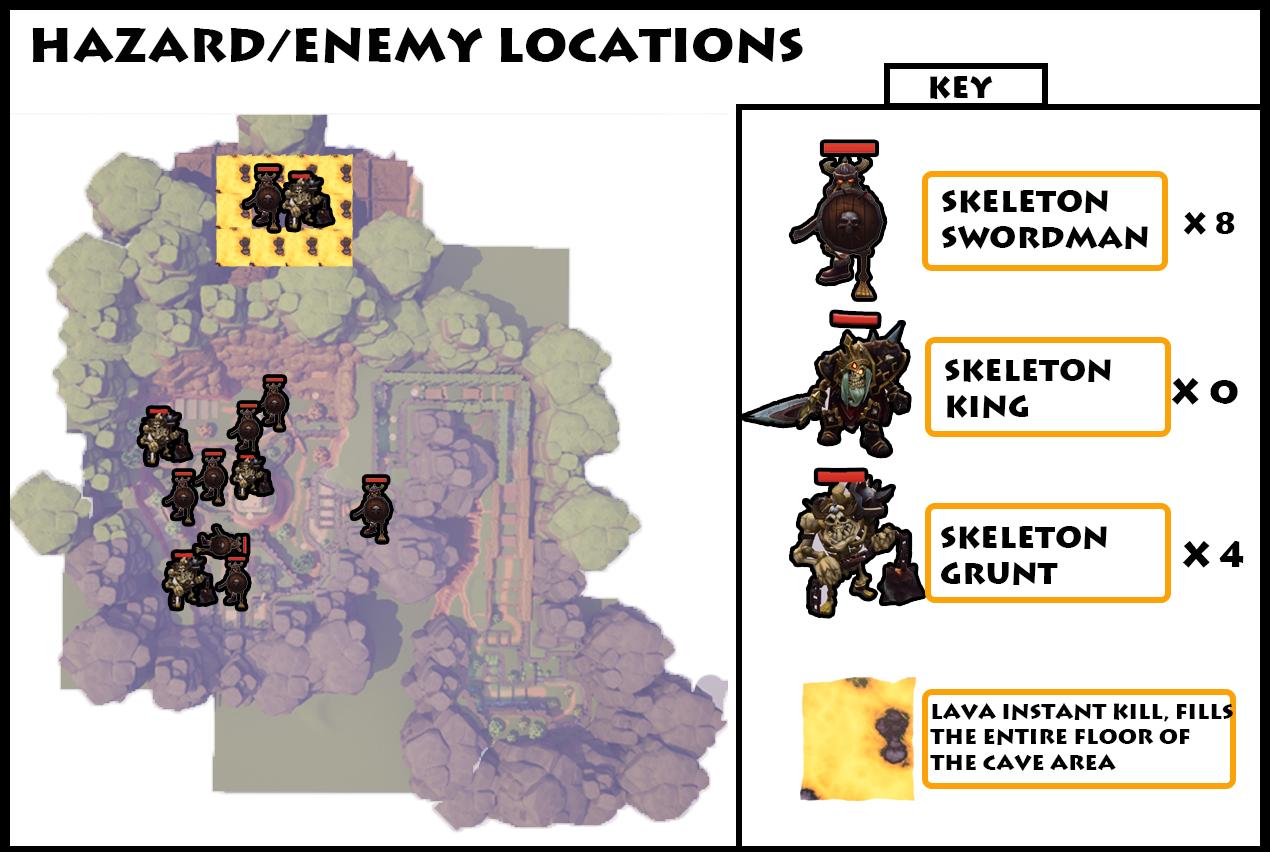 HAZARD/ENEMY LOCATIONS
KEY
SKELETON
SWORDMAN
X 8
SKELETON
KING
X 0
SKELETON
GRUNT
X 4
LAVA INSTANT KILL, FILLS
THE ENTIRE FLOOR OF
THE CAVE AREA